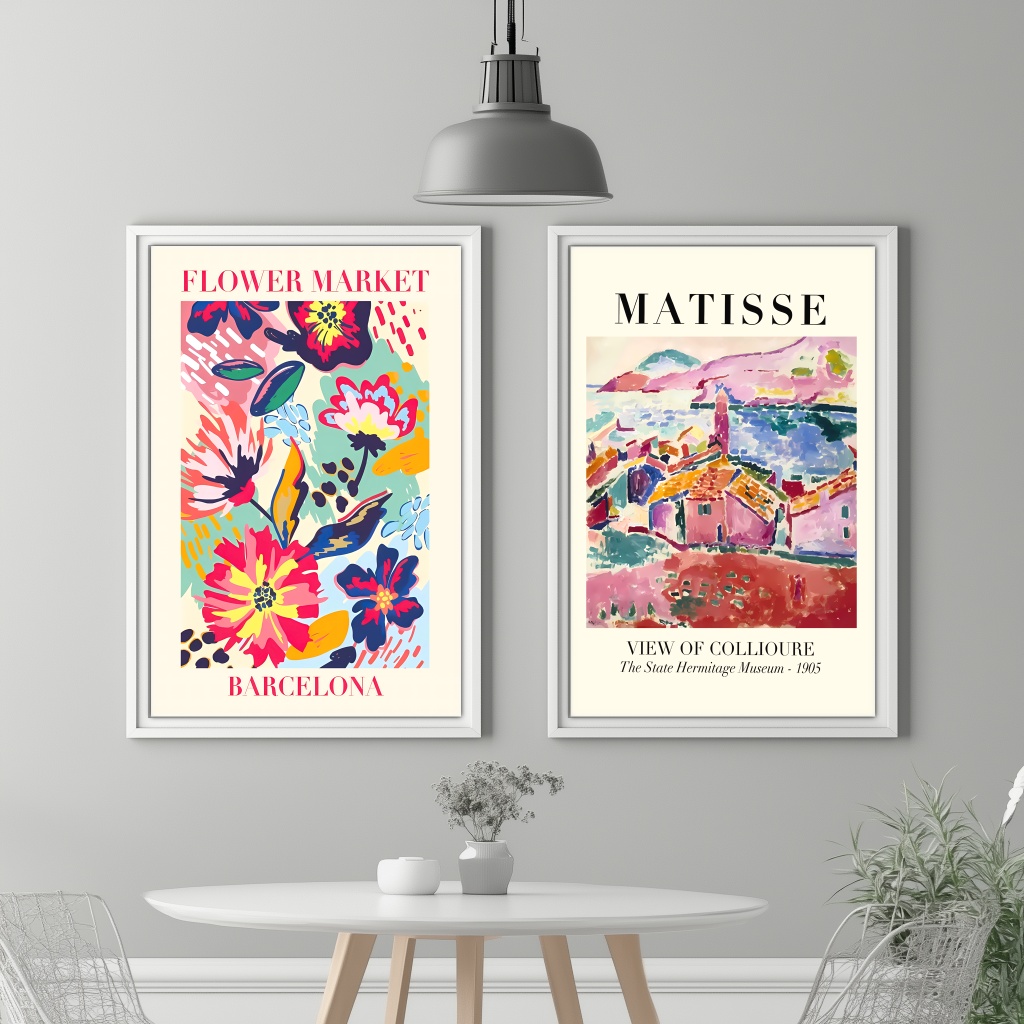 FLOWER MARKET
BARCELONA
MATISSE
VIEW OF COLLIOURE
The State Hermitage Museum - 1905